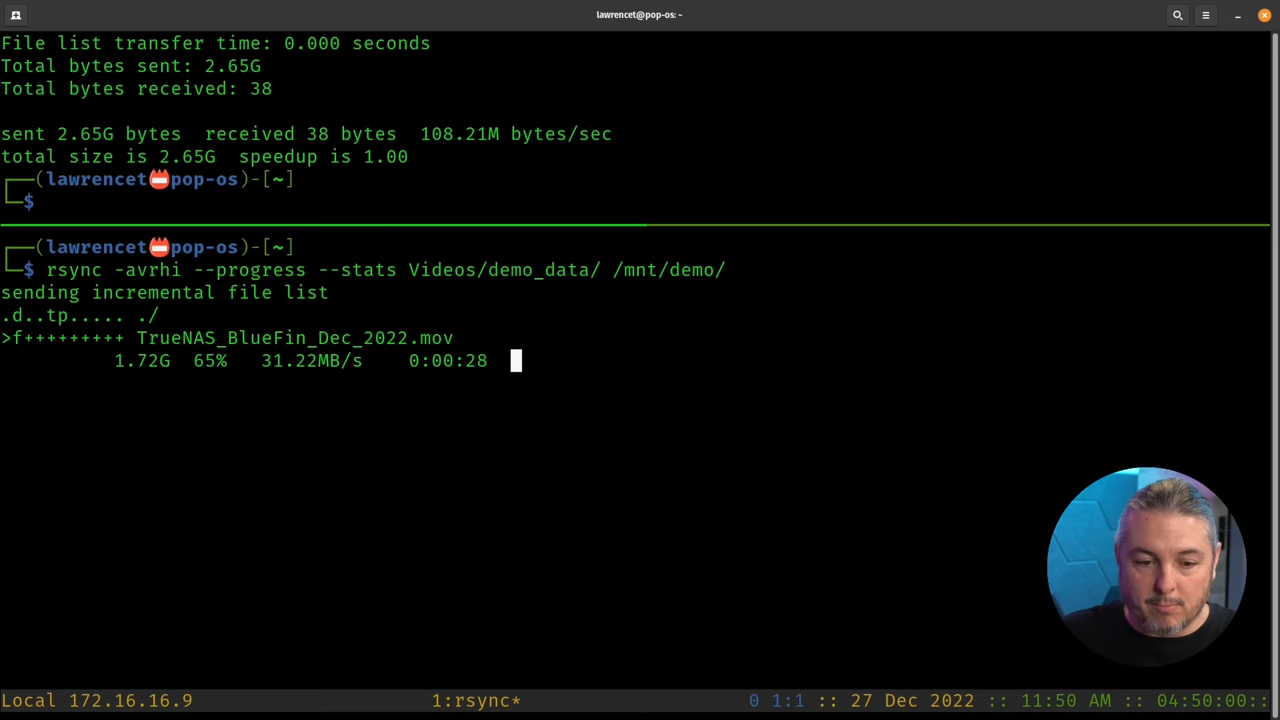 lawrencet@pop-os: ~
File list transfer time: 0.000 seconds
Total bytes sent: 2.65G
Total bytes received: 38
sent 2.65G bytes  received 38 bytes  108.21M bytes/sec
total size is 2.65G  speedup is 1.00
┌──(lawrencet📛pop-os)-[~]
└─$
┌──(lawrencet📛pop-os)-[~]
└─$ rsync -avrhi --progress --stats Videos/demo_data/ /mnt/demo/
sending incremental file list
.d..tp..... ./
>f+++++++++ TrueNAS_BlueFin_Dec_2022.mov
1.72G  65%   31.22MB/s    0:00:28
Local 172.16.16.9 1:rsync* 0 1:1 :: 27 Dec 2022 :: 11:50 AM :: 04:50:00::